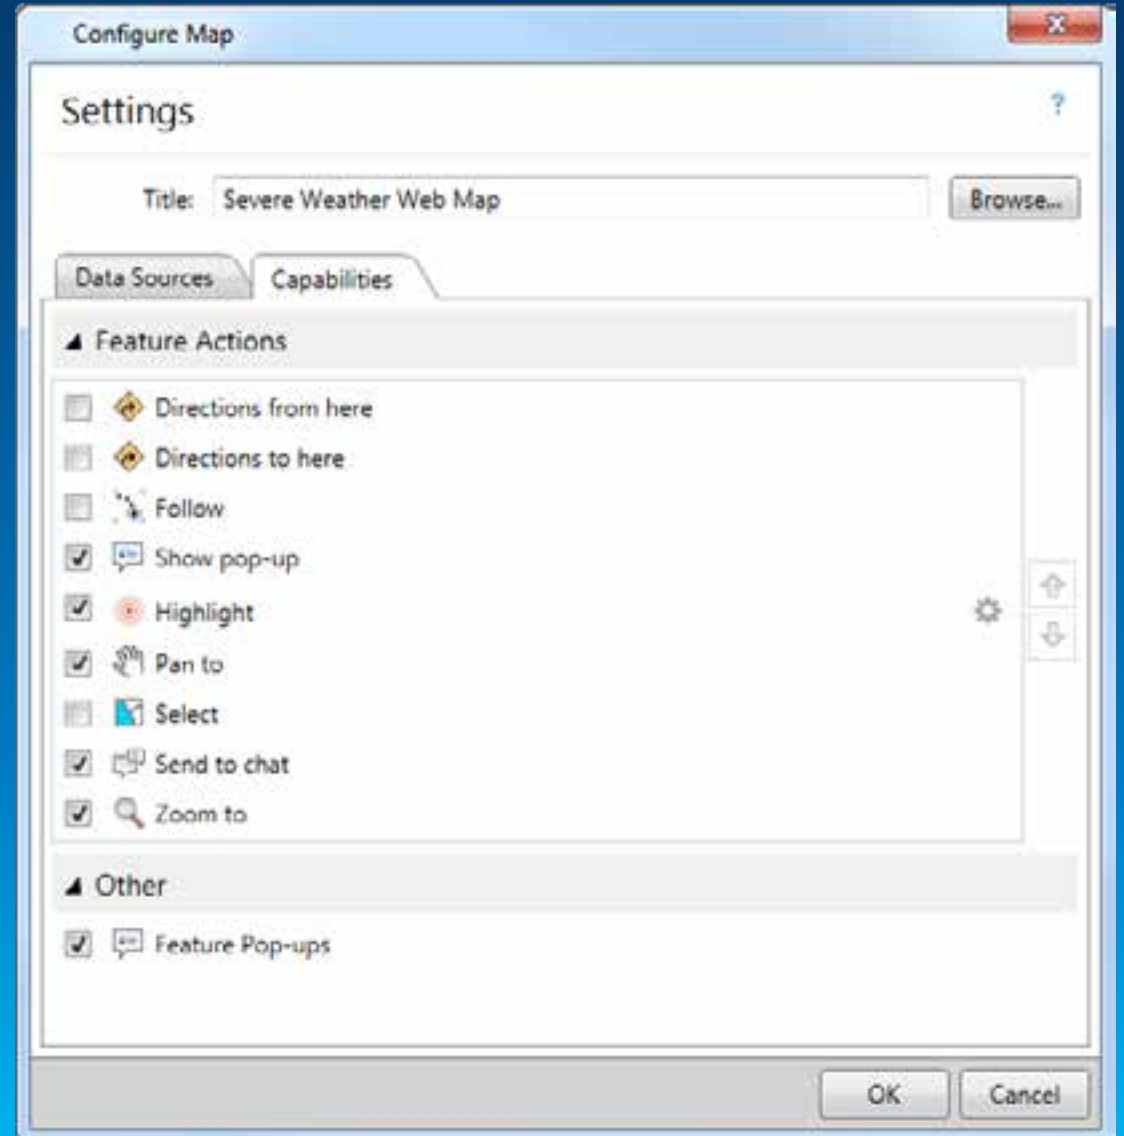 Configure Map
Settings
?
Title: Severe Weather Web Map Browse...
Data Sources Capabilities
Feature Actions
Directions from here
Directions to here
Follow
Show pop-up
Highlight
Pan to
Select
Send to chat
Zoom to
Other
Feature Pop-ups
OK Cancel